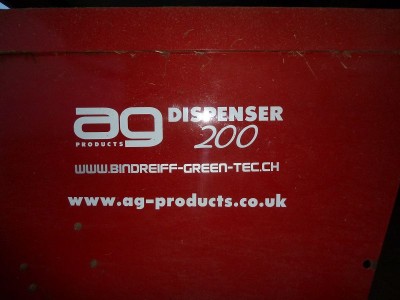 ag DISPENSER
PRODUCTS 200
WWW.BINDREIFF-GREEN-TEC.CH
www.ag-products.co.uk